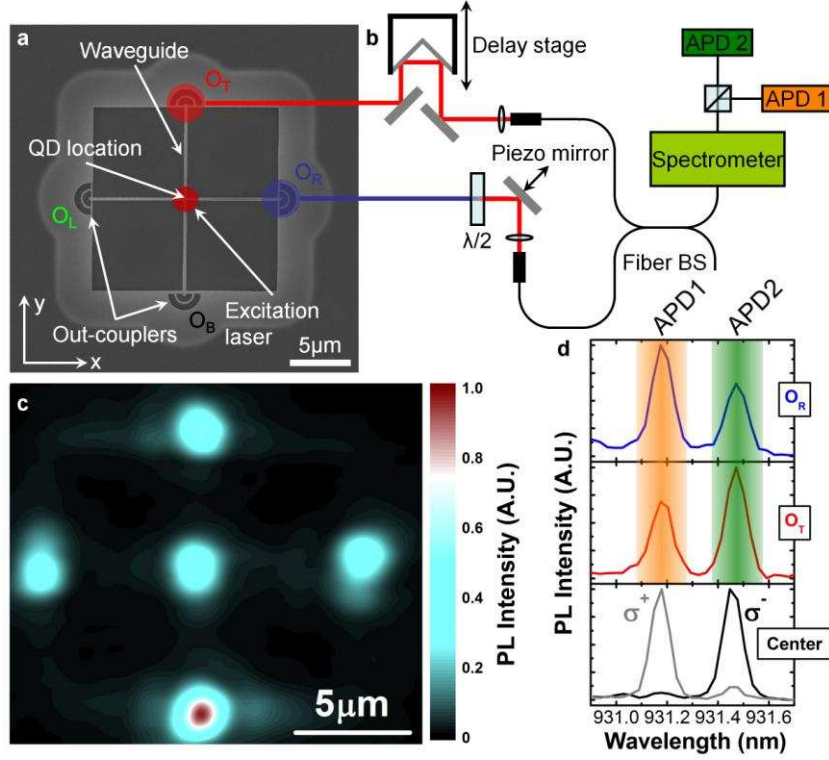 a
Waveguide
O_T
QD location
O_R
O_L
O_B
Out-couplers
Excitation
laser
y
x
5μm
b
Delay stage
APD 2
APD 1
Spectrometer
Piezo mirror
λ/2
Fiber BS
c
5μm
1.0
0.8
0.6
0.4
0.2
0
PL Intensity (A.U.)
APD1
APD2
d
O_R
O_T
σ+
σ-
Center
PL Intensity (A.U.)
931.0 931.2 931.4 931.6
Wavelength (nm)